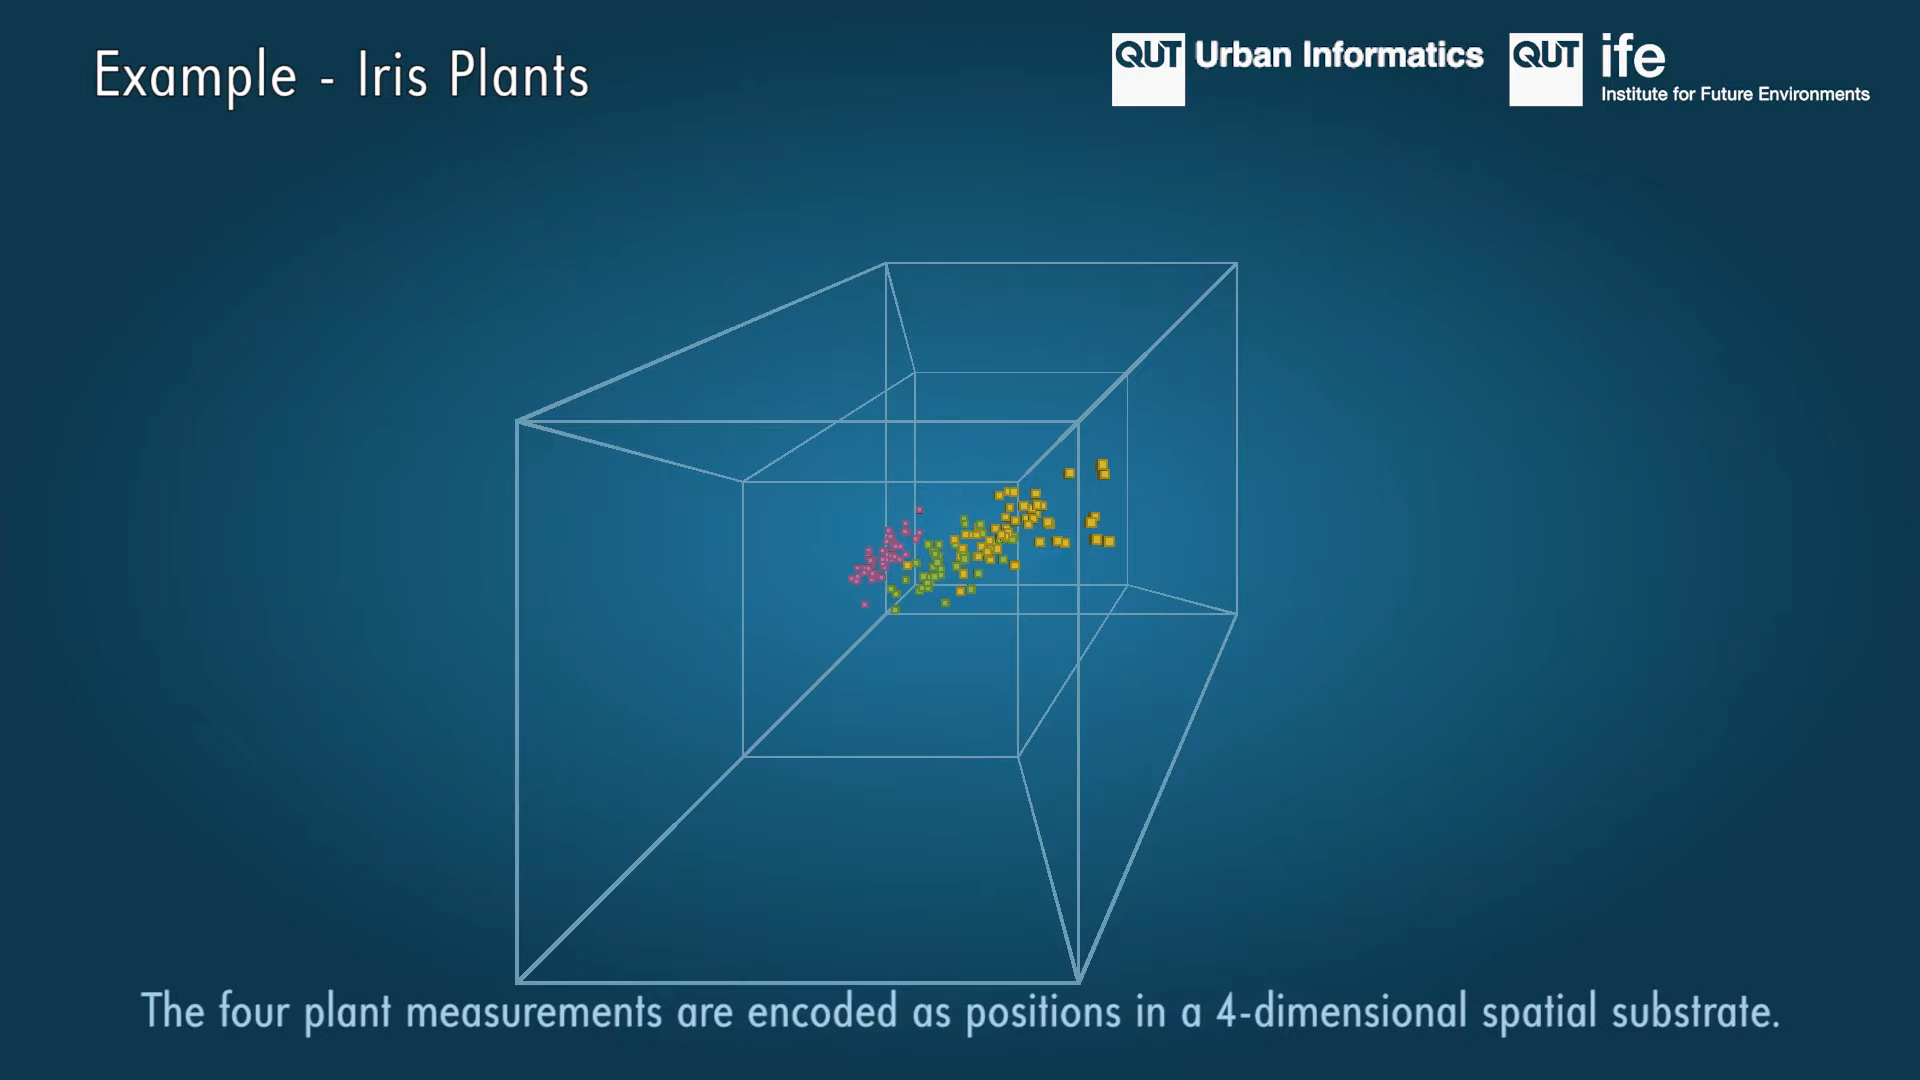 Example - Iris Plants
QUT Urban Informatics
QUT ife
Institute for Future Environments
The four plant measurements are encoded as positions in a 4-dimensional spatial substrate.